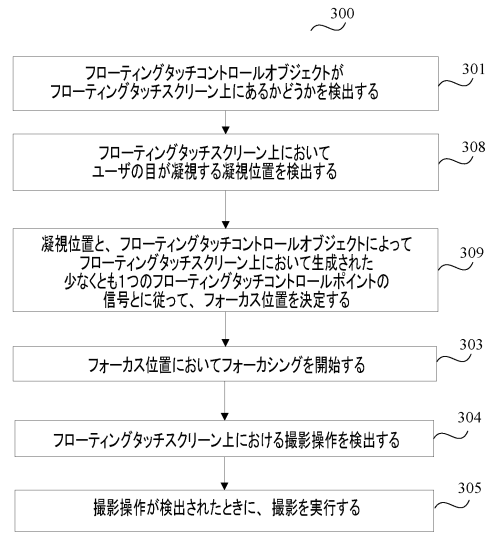 300
フローティングタッチコントロールオブジェクトが
フローティングタッチスクリーン上にあるかどうかを検出する
301
フローティングタッチスクリーン上において
ユーザの目が凝視する凝視位置を検出する
308
凝視位置と、フローティングタッチコントロールオブジェクトによって
フローティングタッチスクリーン上において生成された
少なくとも1つのフローティングタッチコントロールポイントの
信号とに従って、フォーカス位置を決定する
309
フォーカス位置においてフォーカシングを開始する
303
フローティングタッチスクリーン上における撮影操作を検出する
304
撮影操作が検出されたときに、撮影を実行する
305